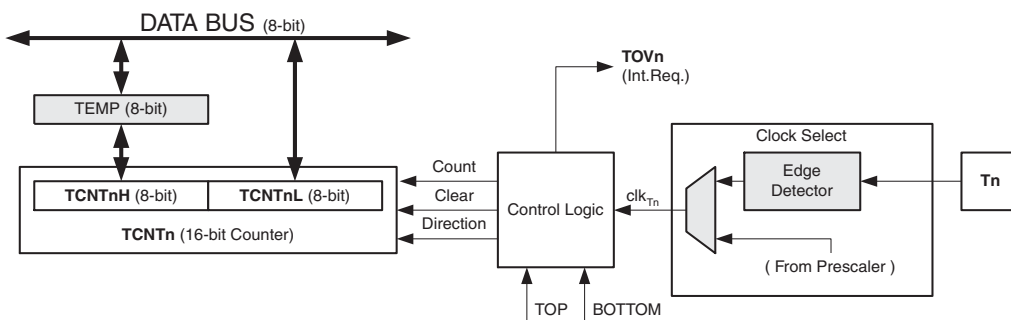 DATA BUS (8-bit)
TOVn
(Int.Req.)
TEMP (8-bit)
Clock Select
Count
Edge
Detector
Tn
TCNTnH (8-bit) TCNTnL (8-bit)
Clear
Control Logic
clkTn
TCNTn (16-bit Counter)
Direction
( From Prescaler )
TOP
BOTTOM